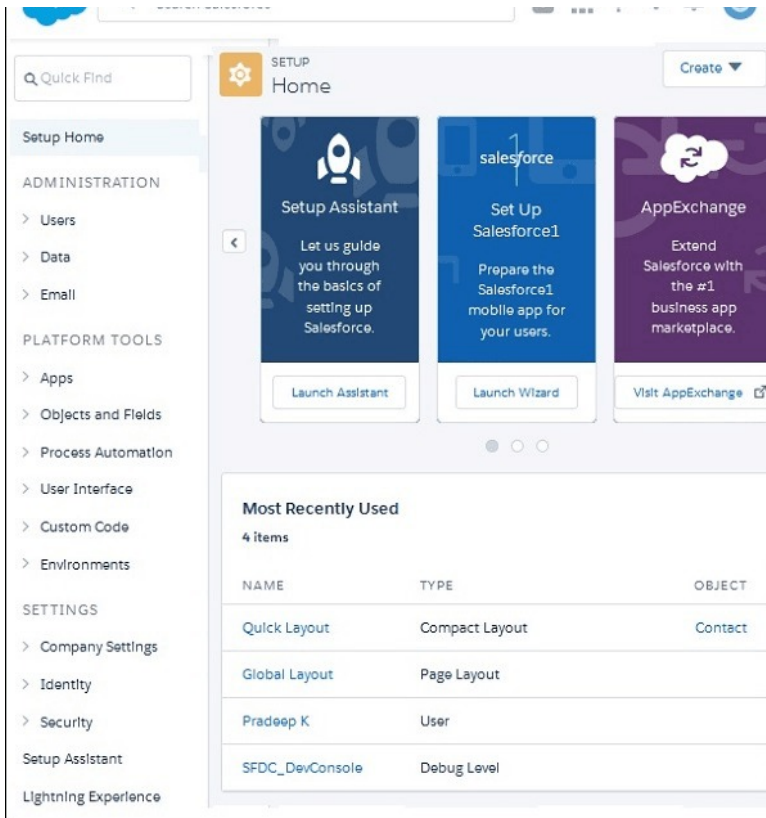 Quick Find
Setup Home
ADMINISTRATION
Users
Data
Email
PLATFORM TOOLS
Apps
Objects and Fields
Process Automation
User Interface
Custom Code
Environments
SETTINGS
Company Settings
Identity
Security
Setup Assistant
Lightning Experience
SETUP
Home
Create
Setup Assistant
Let us guide
you through
the basics of
setting up
Salesforce.
Launch Assistant
salesforce1
Set Up
Salesforce1
Prepare the
Salesforce1
mobile app for
your users.
Launch Wizard
AppExchange
Extend
Salesforce with
the #1
business app
marketplace.
Visit AppExchange
Most Recently Used
4 items
NAME TYPE OBJECT
Quick Layout Compact Layout Contact
Global Layout Page Layout
Pradeep K User
SFDC_DevConsole Debug Level